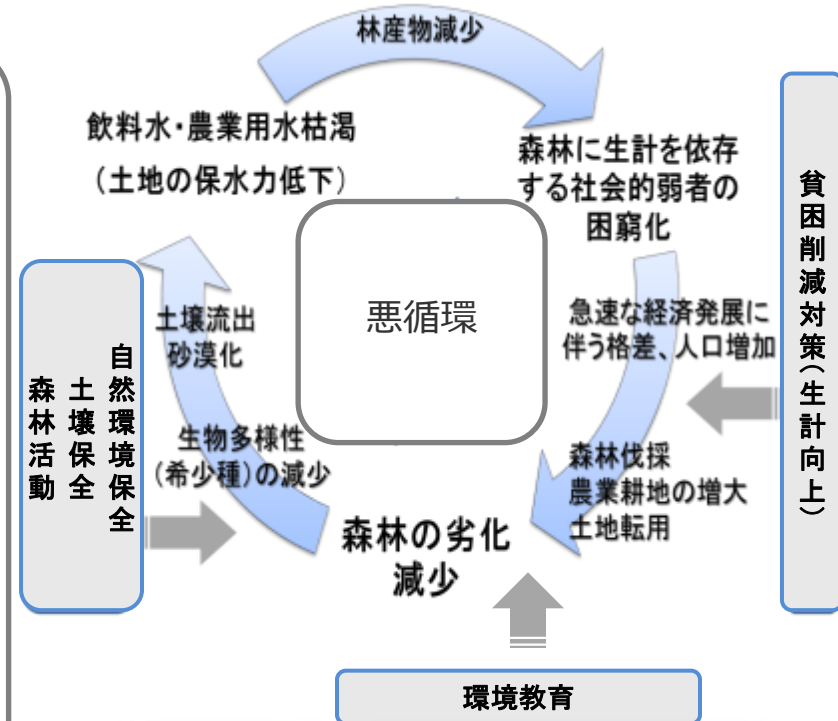 林産物減少
飲料水・農業用水枯渇
（土地の保水力低下）
森林に生計を依存
する社会的弱者の
困窮化
悪循環
土壌流出
砂漠化
急速な経済発展に
伴う格差、人口増加
生物多様性
（希少種）の減少
森林伐採
農業耕地の増大
土地転用
森林の劣化
減少
自然環境保全
土壌保全
森林活動
貧困削減対策（生計向上）
環境教育